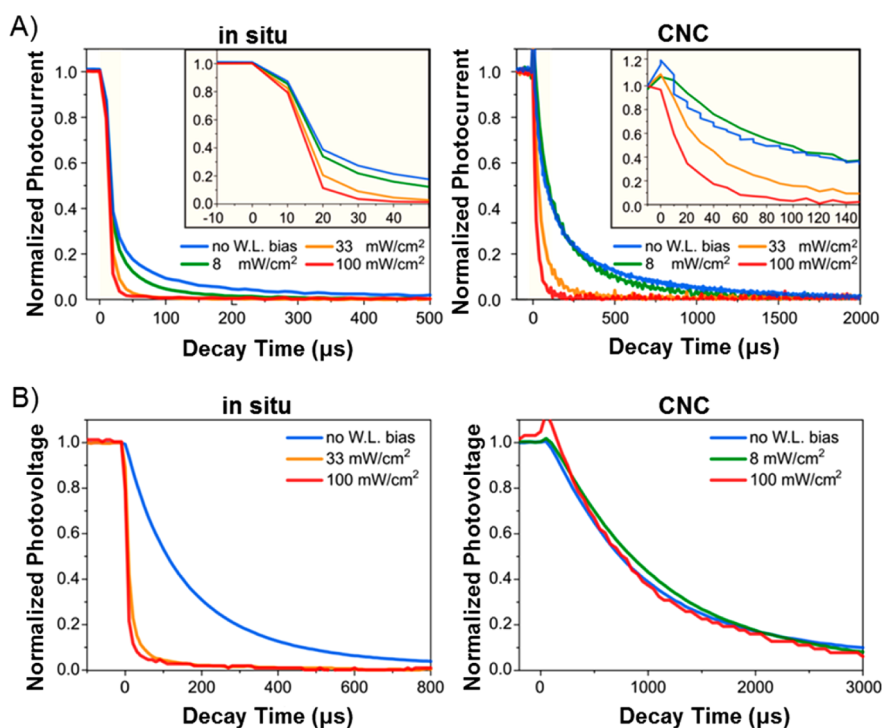 A)
in situ
CNC
Normalized Photocurrent
1.0
0.8
0.6
0.4
0.2
0.0
0 100 200 300 400 500
Decay Time (µs)
1.0
0.8
0.6
0.4
0.2
0.0
-10 0 10 20 30 40
no W.L. bias 33 mW/cm²
8 mW/cm² 100 mW/cm²
Normalized Photocurrent
1.0
0.8
0.6
0.4
0.2
0.0
0 500 1000 1500 2000
Decay Time (µs)
1.2
1.0
0.8
0.6
0.4
0.2
0.0
0 20 40 60 80 100 120 140
no W.L. bias 33 mW/cm²
8 mW/cm² 100 mW/cm²
B)
in situ
CNC
Normalized Photovoltage
1.0
0.8
0.6
0.4
0.2
0.0
0 200 400 600 800
Decay Time (µs)
no W.L. bias
33 mW/cm²
100 mW/cm²
Normalized Photovoltage
1.0
0.8
0.6
0.4
0.2
0.0
0 1000 2000 3000
Decay Time (µs)
no W.L. bias
8 mW/cm²
100 mW/cm²